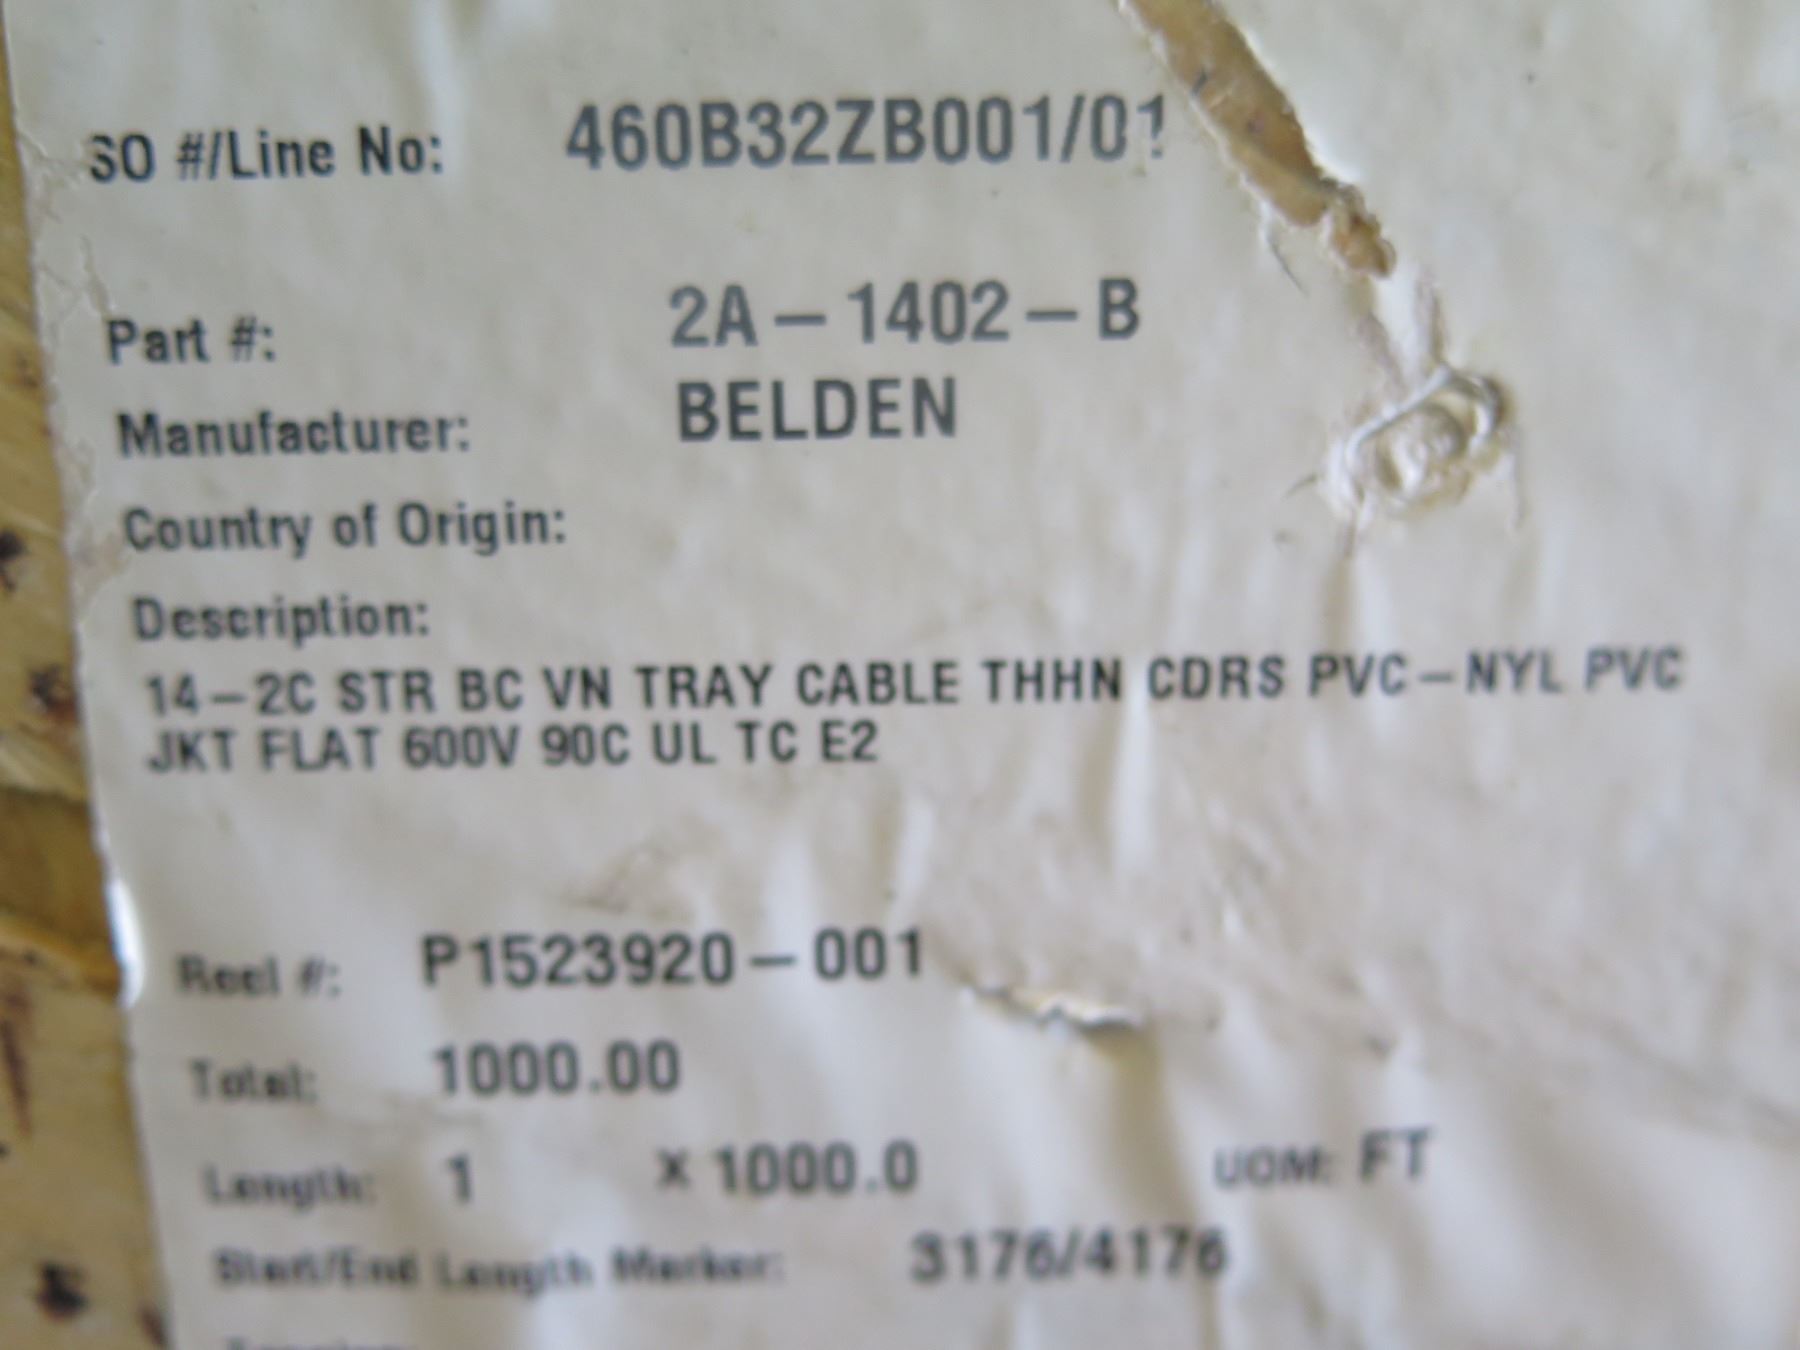 SO #/Line No: 460B32ZB001/01
Part #: 2A-1402-B
Manufacturer: BELDEN
Country of Origin:
Description:
14-2C STR BC VN TRAY CABLE THHN CDRS PVC-NYL PVC
JKT FLAT 600V 90C UL TC E2
Reel #: P1523920-001
Total: 1000.00
Length: 1 X 1000.0 UOM: FT
Start/End Length Marker: 3176/4176